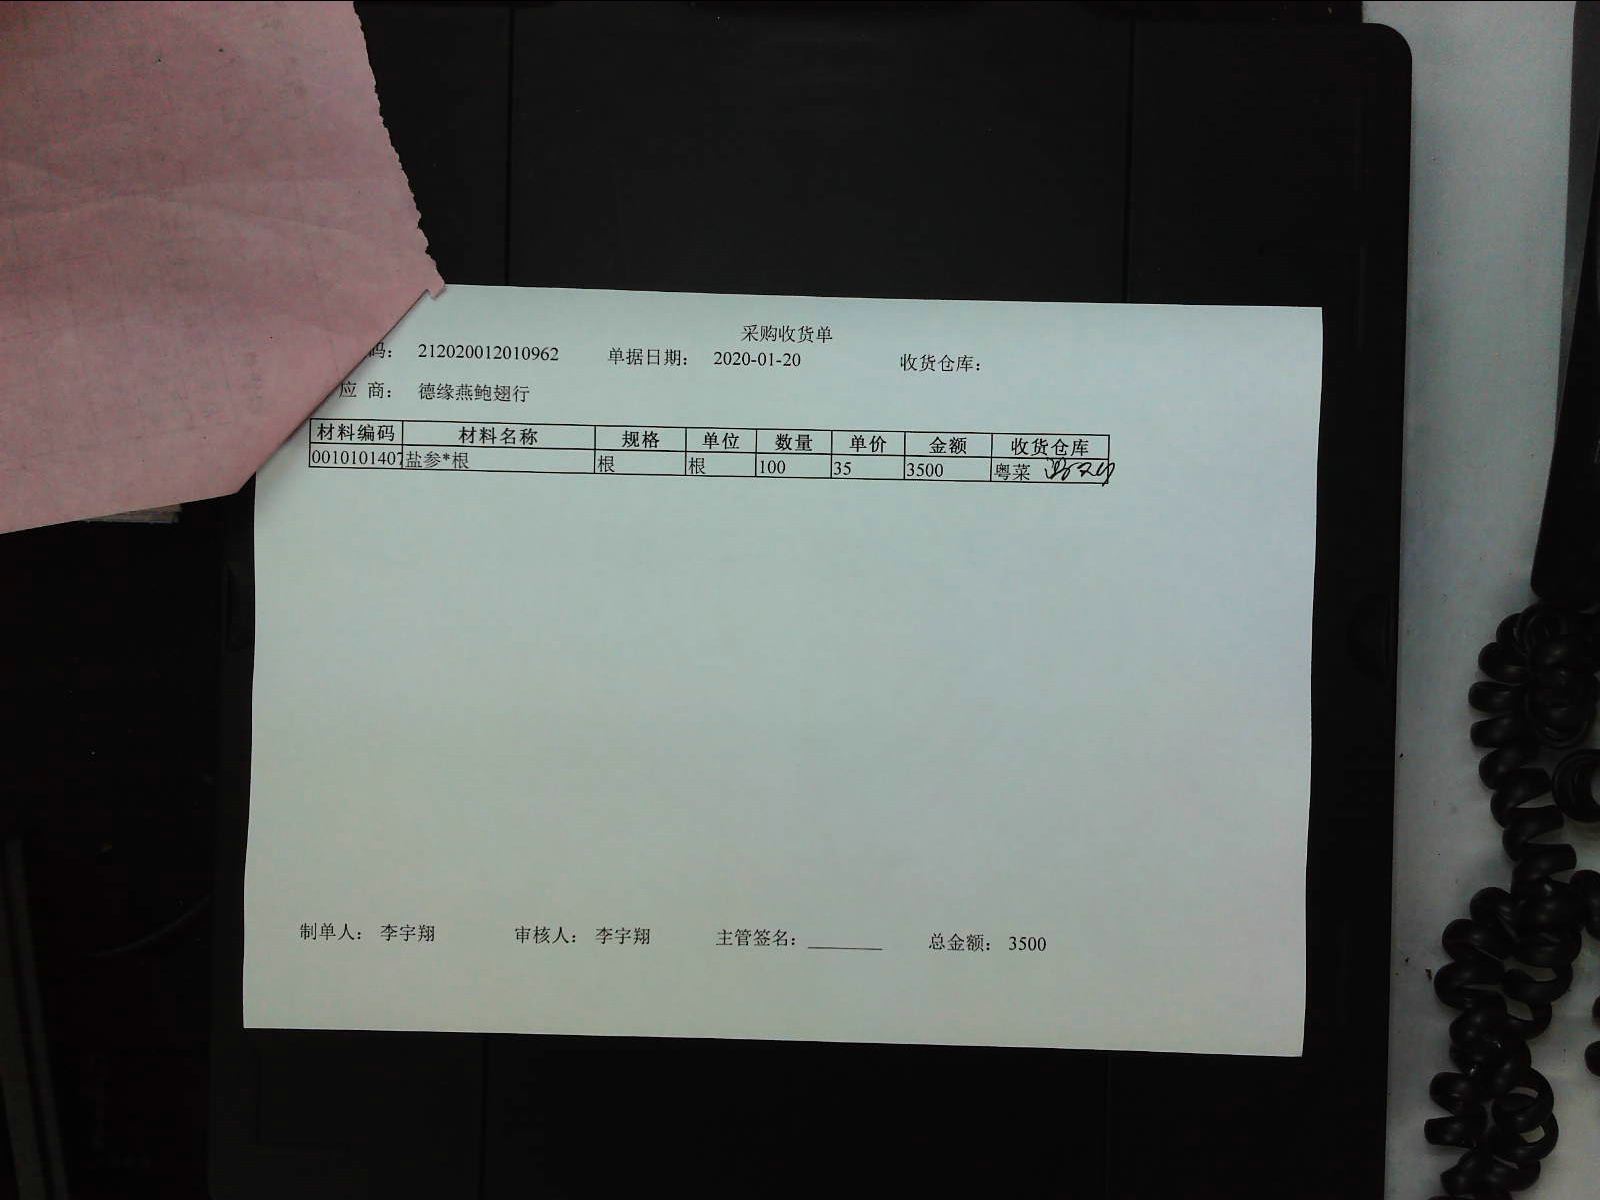 采购收货单
码： 212020012010962 单据日期： 2020-01-20 收货仓库：
应 商： 德缘燕鲍翅行
材料编码 材料名称 规格 单位 数量 单价 金额 收货仓库
0010101407 盐参*根 根 根 100 35 3500 粤菜
制单人： 李宇翔 审核人： 李宇翔 主管签名：________ 总金额： 3500